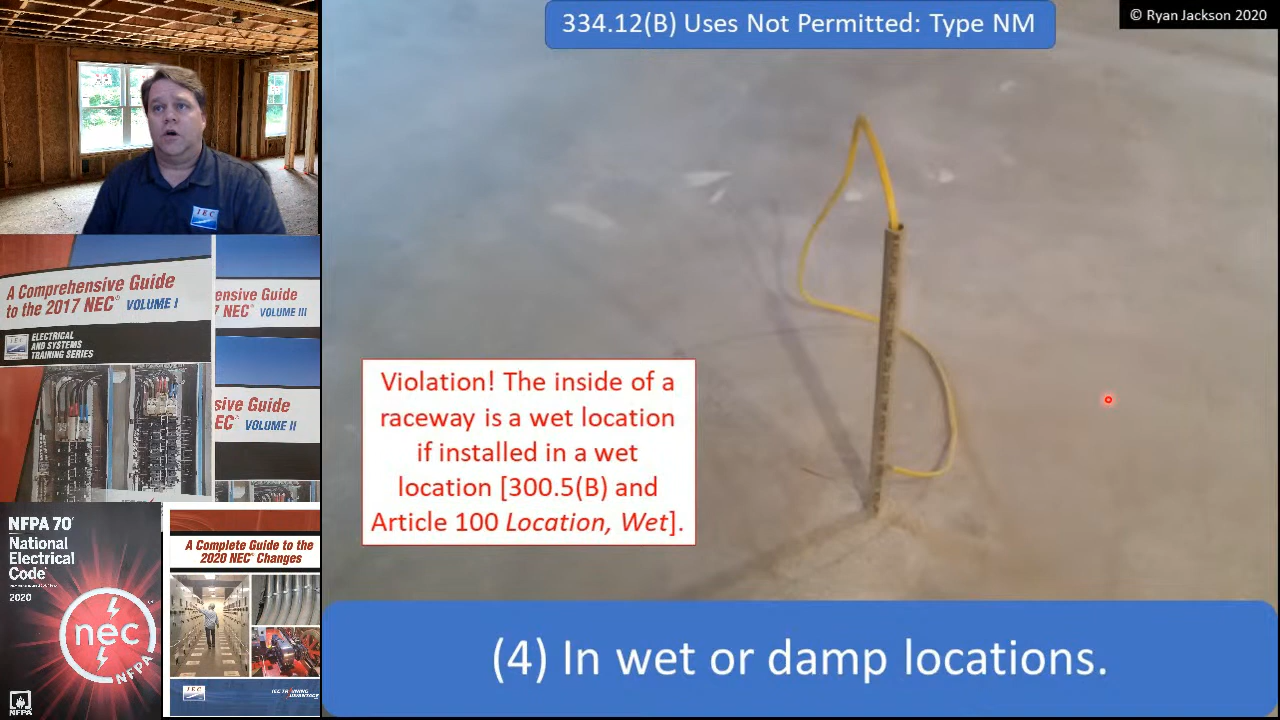 334.12(B) Uses Not Permitted: Type NM
© Ryan Jackson 2020
IEC
A Comprehensive Guide
to the 2017 NEC® VOLUME I
ELECTRICAL
AND SYSTEMS
TRAINING SERIES
ensive Guide
7 NEC® VOLUME III
sive Guide
EC® VOLUME II
Violation! The inside of a
raceway is a wet location
if installed in a wet
location [300.5(B) and
Article 100 Location, Wet].
NFPA 70®
National
Electrical
Code®
2020
nec
NFPA
NFPA
A Complete Guide to the
2020 NEC® Changes
IEC
(4) In wet or damp locations.